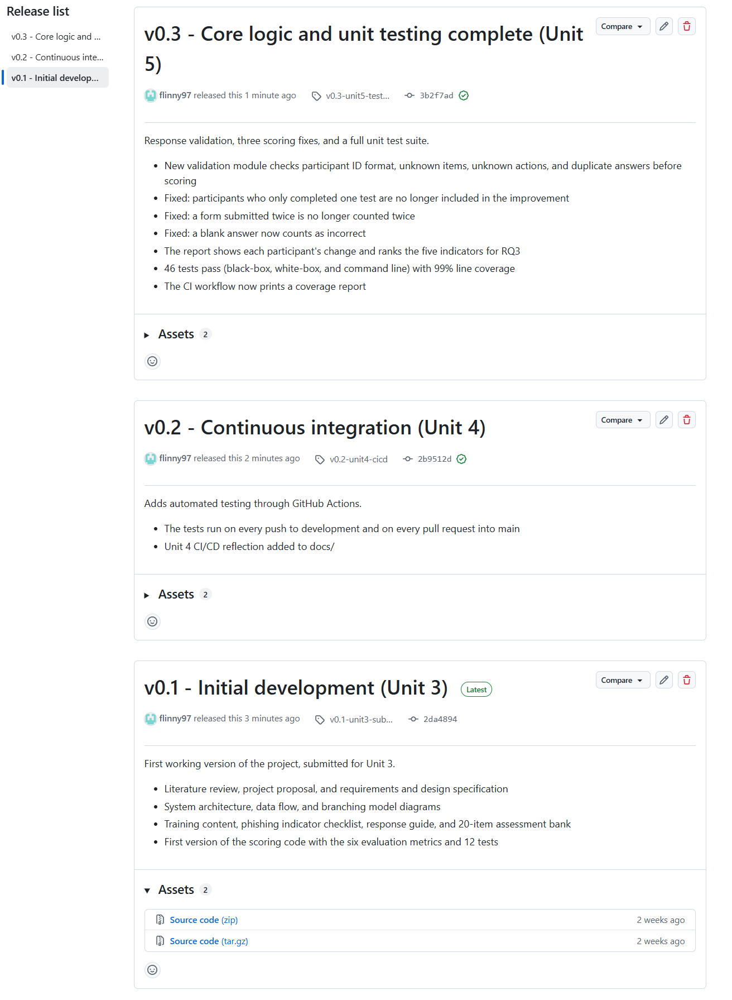 Release list
v0.3 - Core logic and ...
v0.2 - Continuous inte...
v0.1 - Initial develop...
v0.3 - Core logic and unit testing complete (Unit
5)
Compare
flinny97 released this 1 minute ago
v0.3-unit5-test...
3b2f7ad
Response validation, three scoring fixes, and a full unit test suite.
New validation module checks participant ID format, unknown items, unknown actions, and duplicate answers before
scoring
Fixed: participants who only completed one test are no longer included in the improvement
Fixed: a form submitted twice is no longer counted twice
Fixed: a blank answer now counts as incorrect
The report shows each participant's change and ranks the five indicators for RQ3
46 tests pass (black-box, white-box, and command line) with 99% line coverage
The CI workflow now prints a coverage report
Assets 2
v0.2 - Continuous integration (Unit 4)
Compare
flinny97 released this 2 minutes ago
v0.2-unit4-cicd
2b9512d
Adds automated testing through GitHub Actions.
The tests run on every push to development and on every pull request into main
Unit 4 CI/CD reflection added to docs/
Assets 2
v0.1 - Initial development (Unit 3)
Latest
Compare
flinny97 released this 3 minutes ago
v0.1-unit3-sub...
2da4894
First working version of the project, submitted for Unit 3.
Literature review, project proposal, and requirements and design specification
System architecture, data flow, and branching model diagrams
Training content, phishing indicator checklist, response guide, and 20-item assessment bank
First version of the scoring code with the six evaluation metrics and 12 tests
Assets 2
Source code (zip)
2 weeks ago
Source code (tar.gz)
2 weeks ago